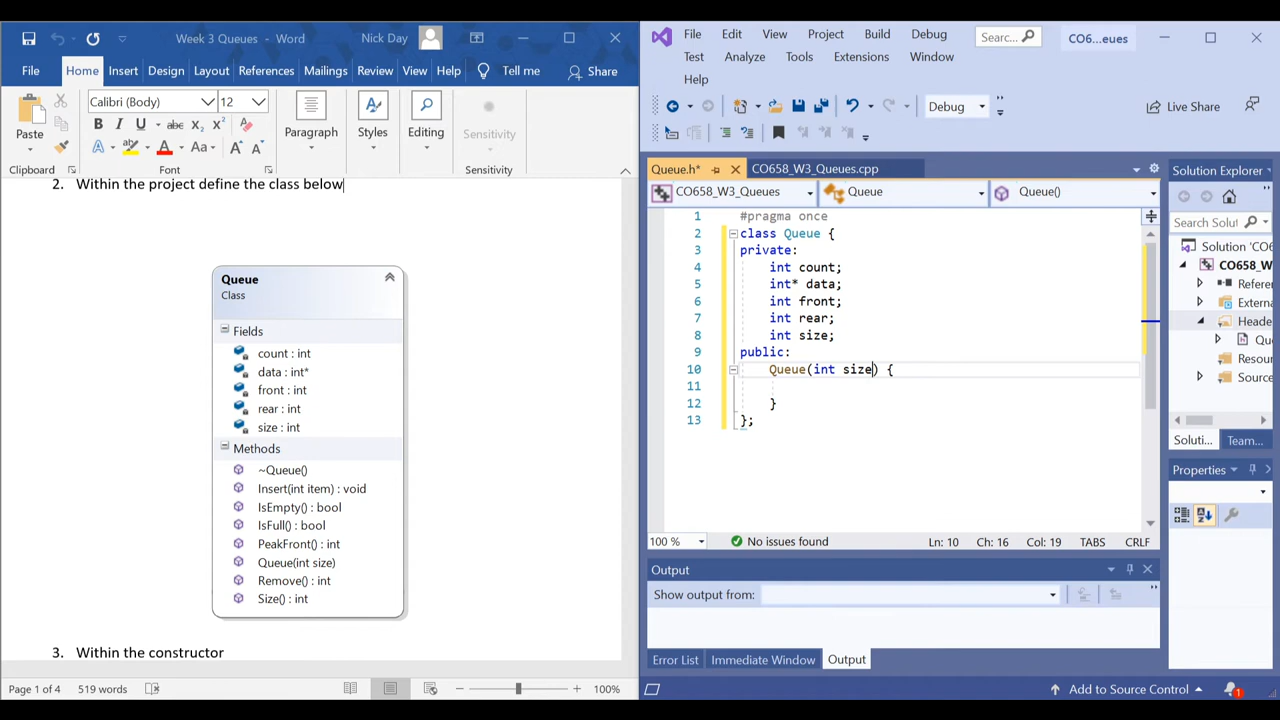 Week 3 Queues - Word
Nick Day
File Home Insert Design Layout References Mailings Review View Help Tell me Share
Paste
Calibri (Body) 12
B I U abc X2 X2
A A Aa A A
Paragraph
Styles
Editing
Sensitivity
Clipboard Font Sensitivity
2. Within the project define the class below
Queue
Class
Fields
count : int
data : int*
front : int
rear : int
size : int
Methods
~Queue()
Insert(int item) : void
IsEmpty() : bool
IsFull() : bool
PeakFront() : int
Queue(int size)
Remove() : int
Size() : int
3. Within the constructor
Page 1 of 4 519 words 100%
File Edit View Project Build Debug
Searc... CO6...eues
Test Analyze Tools Extensions Window
Help
Debug Live Share
Queue.h* CO658_W3_Queues.cpp
CO658_W3_Queues Queue Queue()
1 #pragma once
2 class Queue {
3 private:
4 int count;
5 int* data;
6 int front;
7 int rear;
8 int size;
9 public:
10 Queue(int size) {
11
12 }
13 };
100 % No issues found Ln: 10 Ch: 16 Col: 19 TABS CRLF
Output
Show output from:
Error List Immediate Window Output
Solution Explorer
Search Solu
Solution 'CO6
CO658_W
Refere
Externa
Heade
Qu
Resou
Source
Soluti... Team...
Properties
Add to Source Control 1